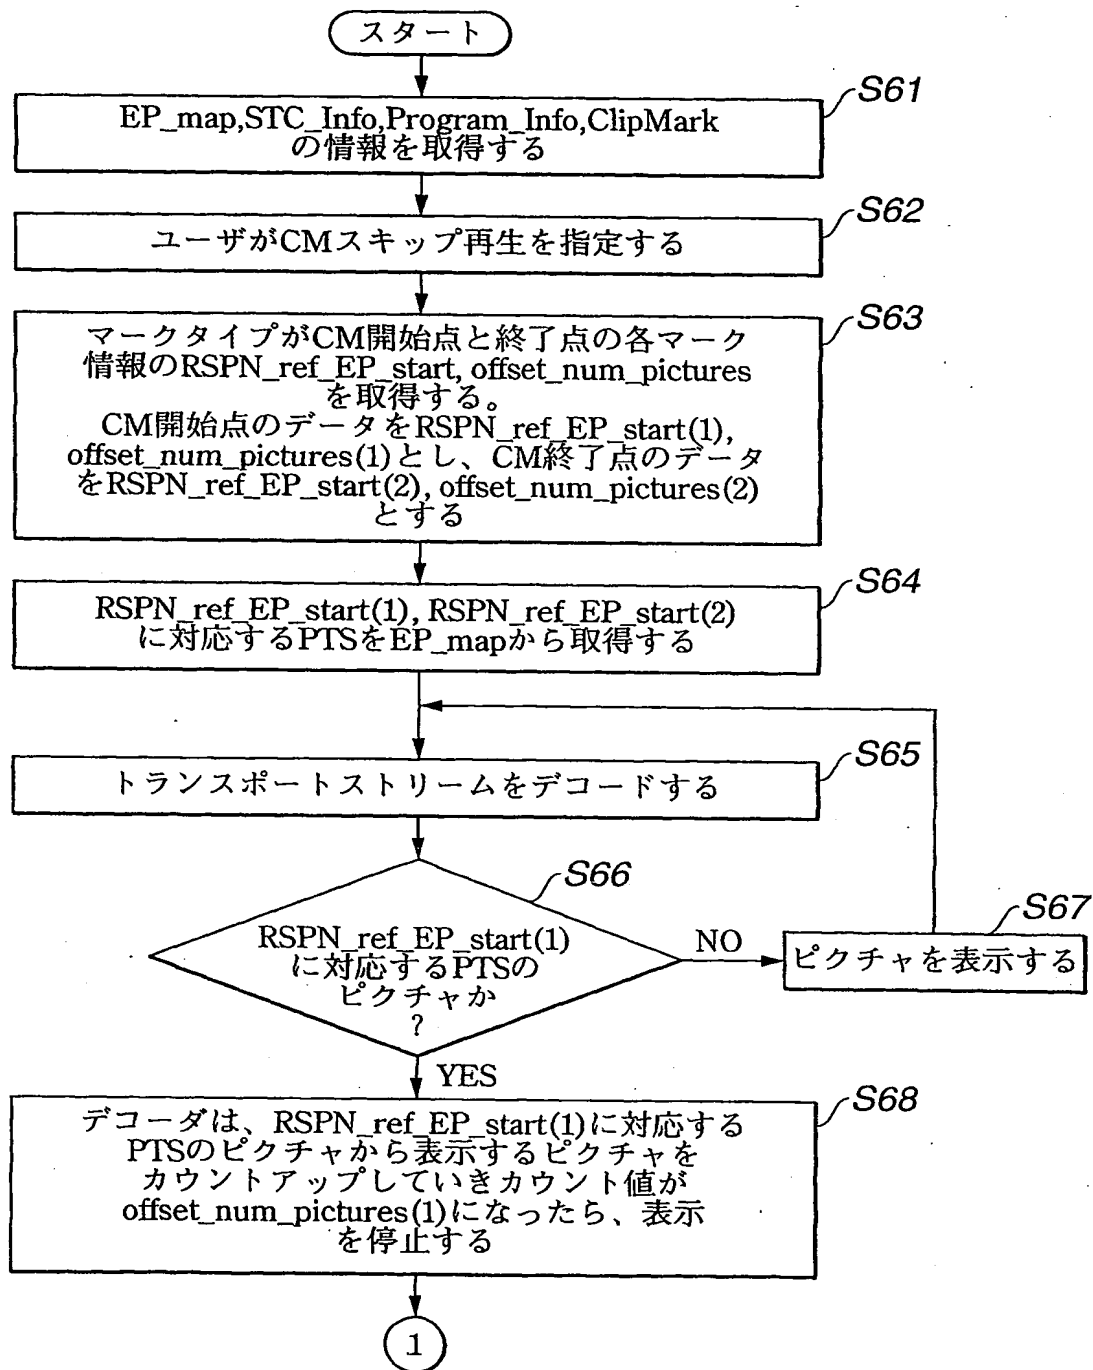 スタート
S61
EP_map,STC_Info,Program_Info,ClipMark
の情報を取得する
S62
ユーザがCMスキップ再生を指定する
S63
マークタイプがCM開始点と終了点の各マーク
情報のRSPN_ref_EP_start, offset_num_pictures
を取得する。
CM開始点のデータをRSPN_ref_EP_start(1),
offset_num_pictures(1)とし、CM終了点のデータ
をRSPN_ref_EP_start(2), offset_num_pictures(2)
とする
S64
RSPN_ref_EP_start(1), RSPN_ref_EP_start(2)
に対応するPTSをEP_mapから取得する
S65
トランスポートストリームをデコードする
S66
RSPN_ref_EP_start(1)
に対応するPTSの
ピクチャか
?
NO
S67
ピクチャを表示する
YES
S68
デコーダは、RSPN_ref_EP_start(1)に対応する
PTSのピクチャから表示するピクチャを
カウントアップしていきカウント値が
offset_num_pictures(1)になったら、表示
を停止する
1